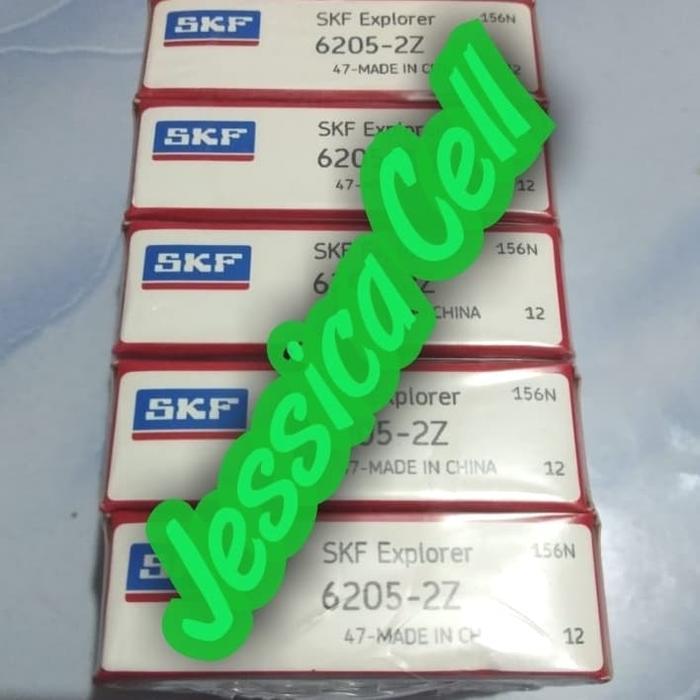 SKF
SKF Explorer
156N
6205-2Z
47-MADE IN
12
SKF
SKF Explor
620
47-
12
SKF
SKF
156N
6 Z
CHINA
12
SKF
xplorer
156N
05-2Z
7-MADE IN CHINA
12
S
SKF Explorer
156N
6205-2Z
47-MADE IN CH
12
Jessica Cell